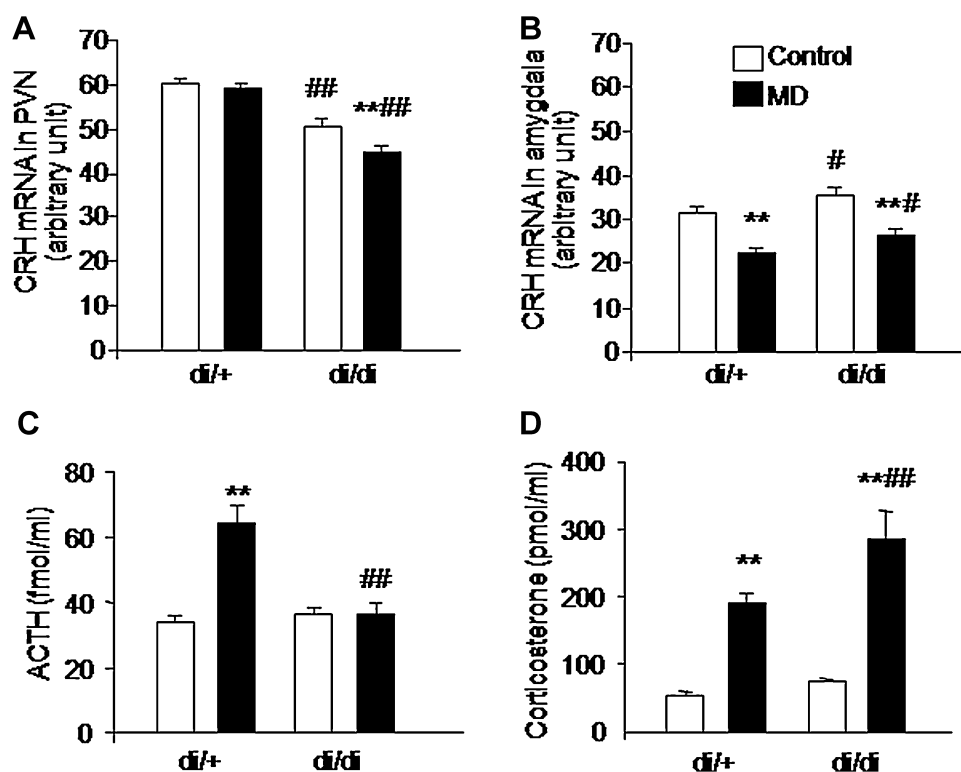 A
CRH mRNA in PVN
(arbitrary unit)
70
60
50
40
30
20
10
0
##
**##
di/+
di/di
B
CRH mRNA in amygdala
(arbitrary unit)
70
60
50
40
30
20
10
0
Control
MD
**
#
**#
di/+
di/di
C
ACTH (fmol/ml)
80
60
40
20
0
**
##
di/+
di/di
D
Corticosterone (pmol/ml)
400
300
200
100
0
**
**##
di/+
di/di